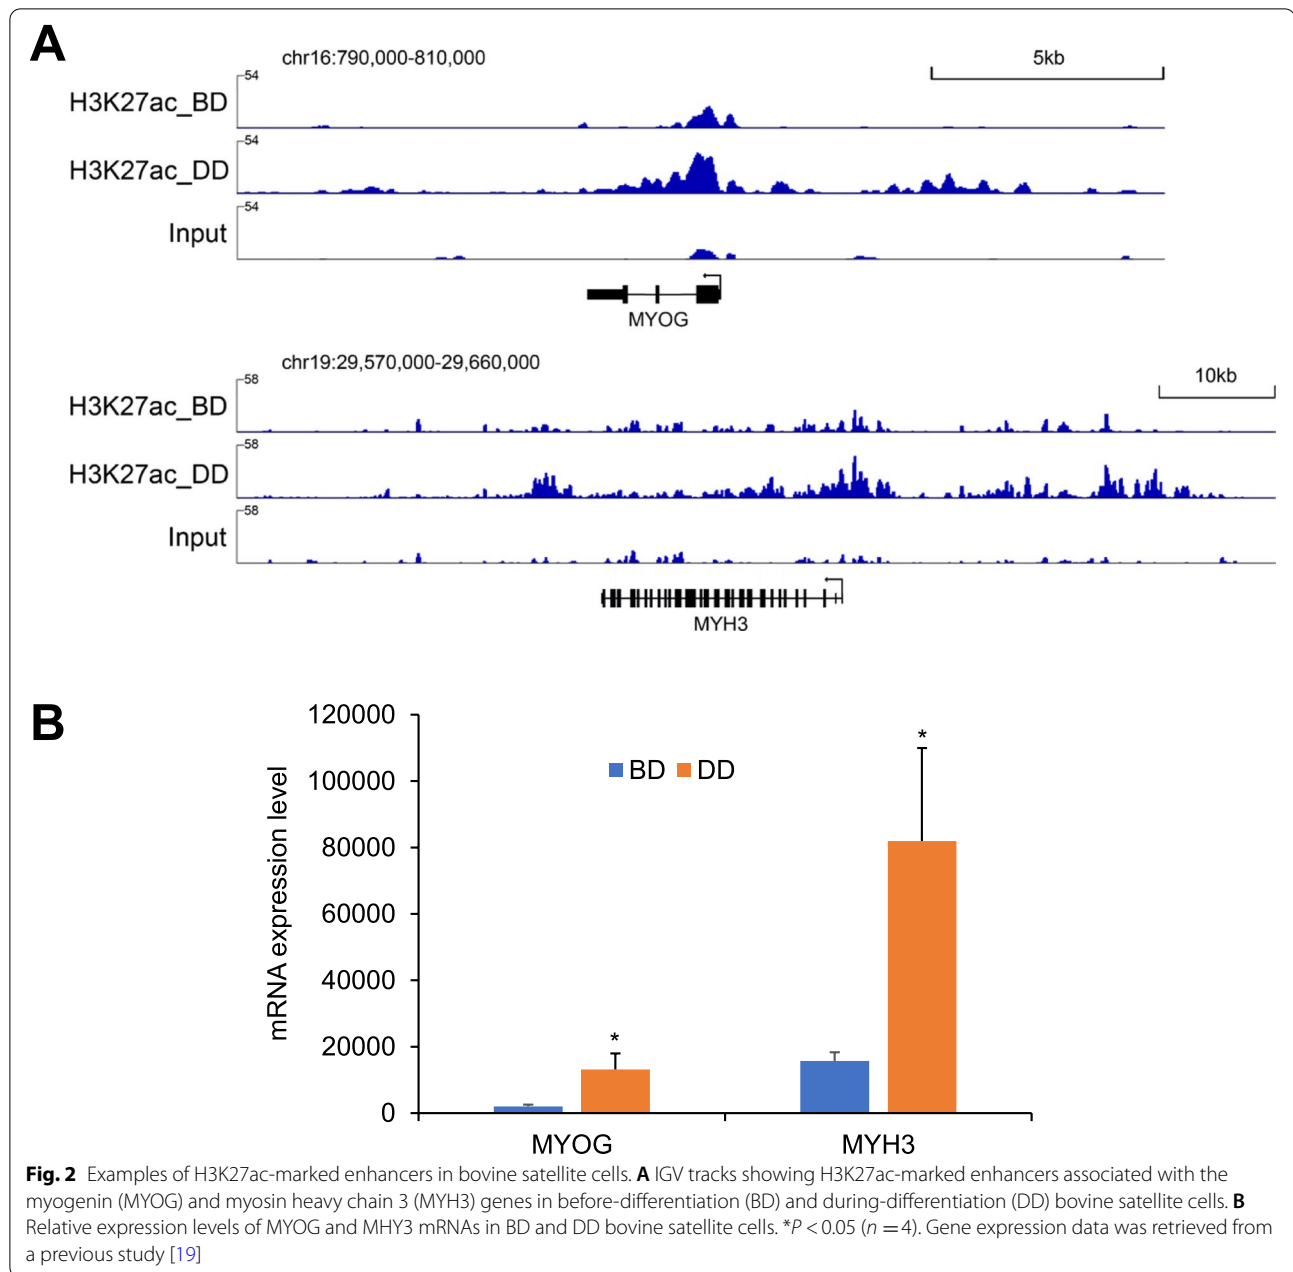 A
chr16:790,000-810,000
5kb
54
H3K27ac_BD
54
H3K27ac_DD
54
Input
MYOG
chr19:29,570,000-29,660,000
10kb
58
H3K27ac_BD
58
H3K27ac_DD
58
Input
MYH3
B
120000
100000
80000
60000
40000
20000
0
mRNA expression level
BD DD
*
*
MYOG MYH3
Fig. 2 Examples of H3K27ac-marked enhancers in bovine satellite cells. A IGV tracks showing H3K27ac-marked enhancers associated with the
myogenin (MYOG) and myosin heavy chain 3 (MYH3) genes in before-differentiation (BD) and during-differentiation (DD) bovine satellite cells. B
Relative expression levels of MYOG and MHY3 mRNAs in BD and DD bovine satellite cells. *P < 0.05 (n = 4). Gene expression data was retrieved from
a previous study [19]